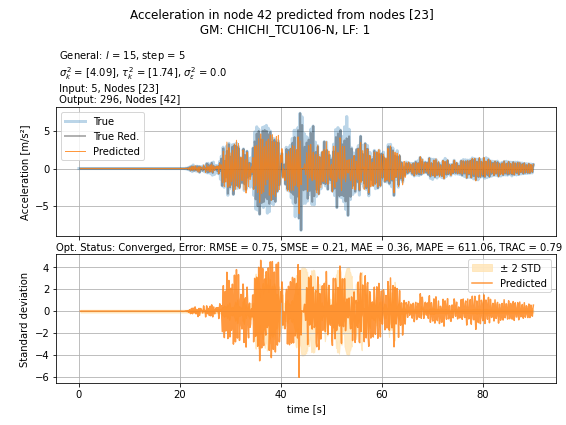 Acceleration in node 42 predicted from nodes [23]
GM: CHICHI_TCU106-N, LF: 1
General: l = 15, step = 5
σ_k² = [4.09], τ_k² = [1.74], σ_ε² = 0.0
Input: 5, Nodes [23]
Output: 296, Nodes [42]
True
True Red.
Predicted
Acceleration [m/s²]
5
0
−5
Opt. Status: Converged, Error: RMSE = 0.75, SMSE = 0.21, MAE = 0.36, MAPE = 611.06, TRAC = 0.79
± 2 STD
Predicted
Standard deviation
4
2
0
−2
−4
−6
0 20 40 60 80
time [s]